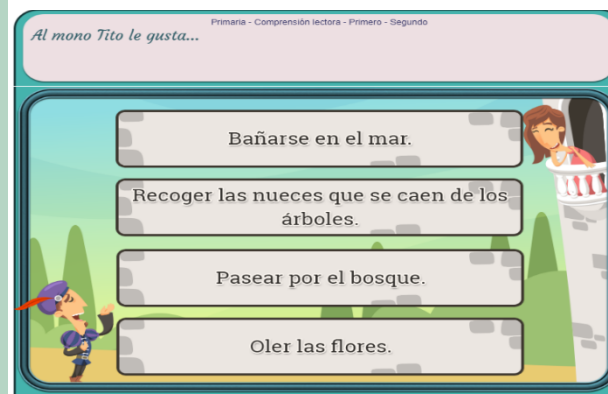 Primaria - Comprensión lectora - Primero - Segundo
Al mono Tito le gusta...
Bañarse en el mar.
Recoger las nueces que se caen de los
árboles.
Pasear por el bosque.
Oler las flores.